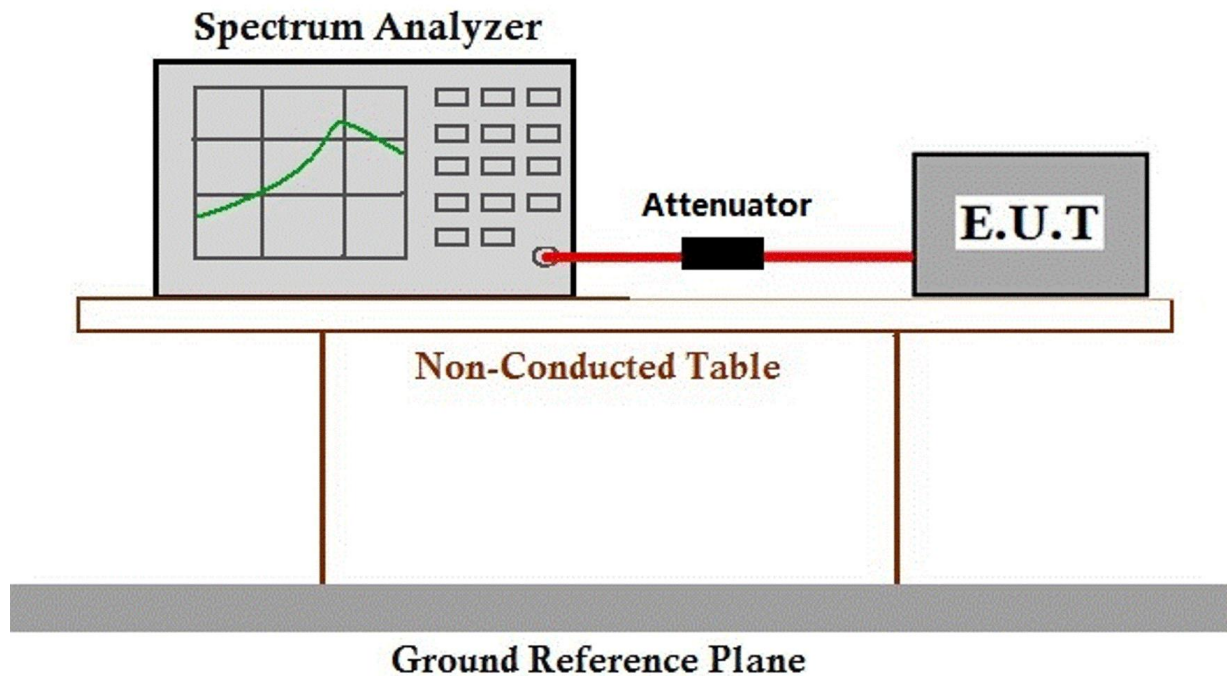 Spectrum Analyzer
Attenuator
E.U.T
Non-Conducted Table
Ground Reference Plane